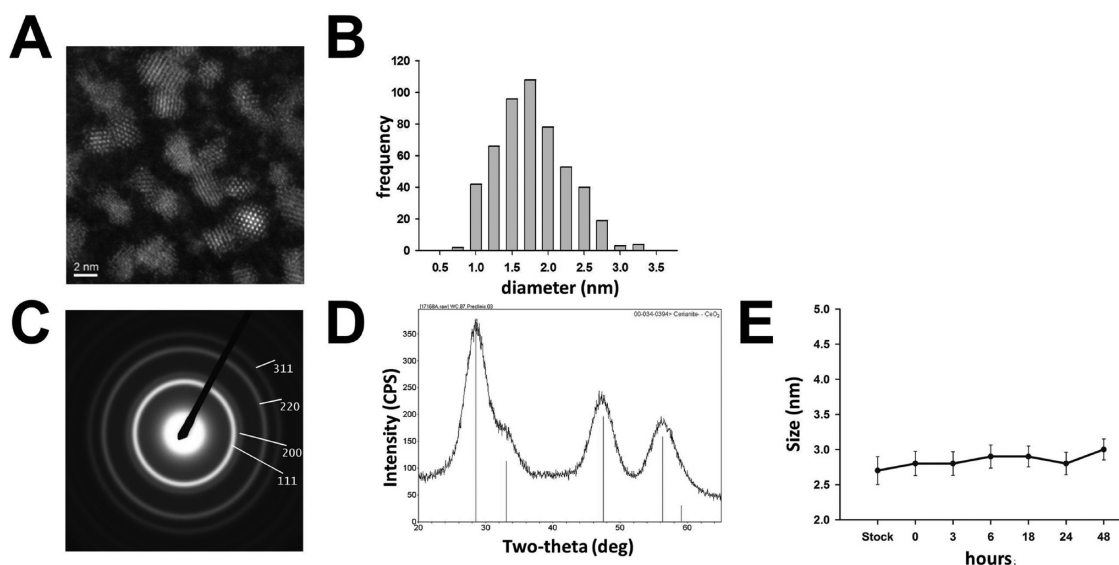 A
2 nm
B
120
100
80
60
40
20
0
frequency
0.5 1.0 1.5 2.0 2.5 3.0 3.5
diameter (nm)
C
311
220
200
111
D
00-034-0394> Cerianite- - CeO₂
350
300
250
200
150
100
50
0
Intensity (CPS)
20 30 40 50 60
Two-theta (deg)
E
5.0
4.5
4.0
3.5
3.0
2.5
2.0
Size (nm)
Stock 0 3 6 18 24 48
hours